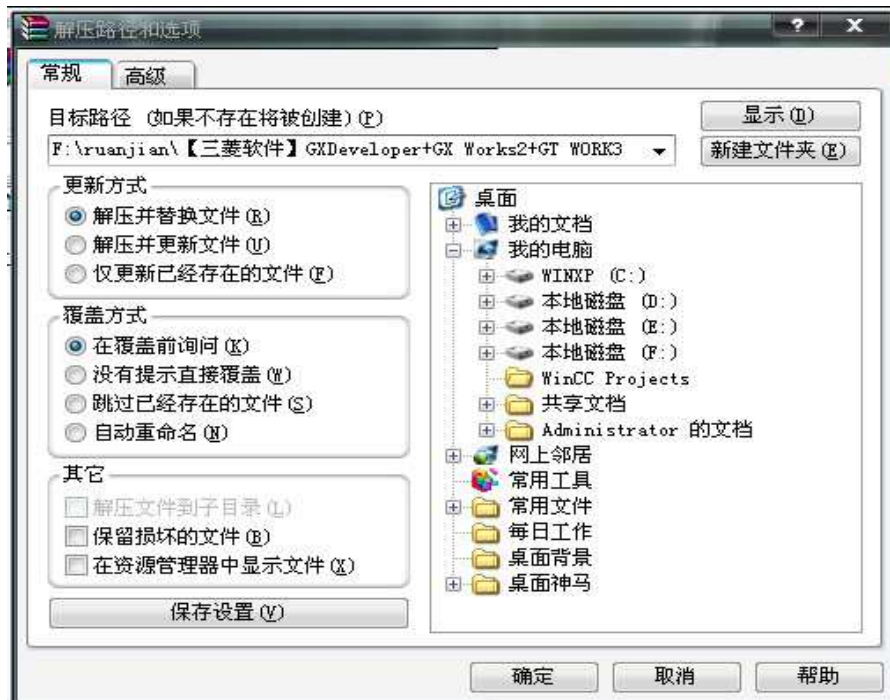 解压路径和选项
常规
高级
目标路径 (如果不存在将被创建)(P)
显示(D)
F:\ruanjian\【三菱软件】GXDeveloper+GX Works2+GT WORK3
新建文件夹(E)
更新方式
解压并替换文件(R)
解压并更新文件(U)
仅更新已经存在的文件(F)
覆盖方式
在覆盖前询问(K)
没有提示直接覆盖(W)
跳过已经存在的文件(S)
自动重命名(N)
其它
解压文件到子目录(L)
保留损坏的文件(B)
在资源管理器中显示文件(X)
保存设置(V)
桌面
我的文档
我的电脑
WINXP (C:)
本地磁盘 (D:)
本地磁盘 (E:)
本地磁盘 (F:)
WinCC Projects
共享文档
Administrator 的文档
网上邻居
常用工具
常用文件
每日工作
桌面背景
桌面神马
确定
取消
帮助